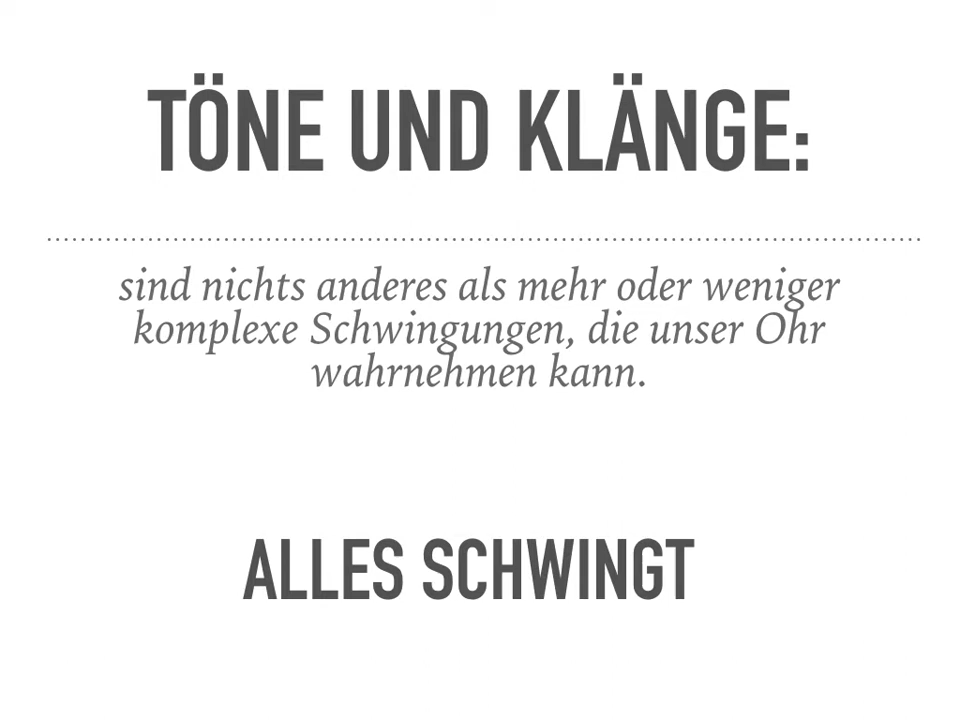 TÖNE UND KLÄNGE:
sind nichts anderes als mehr oder weniger
komplexe Schwingungen, die unser Ohr
wahrnehmen kann.
ALLES SCHWINGT